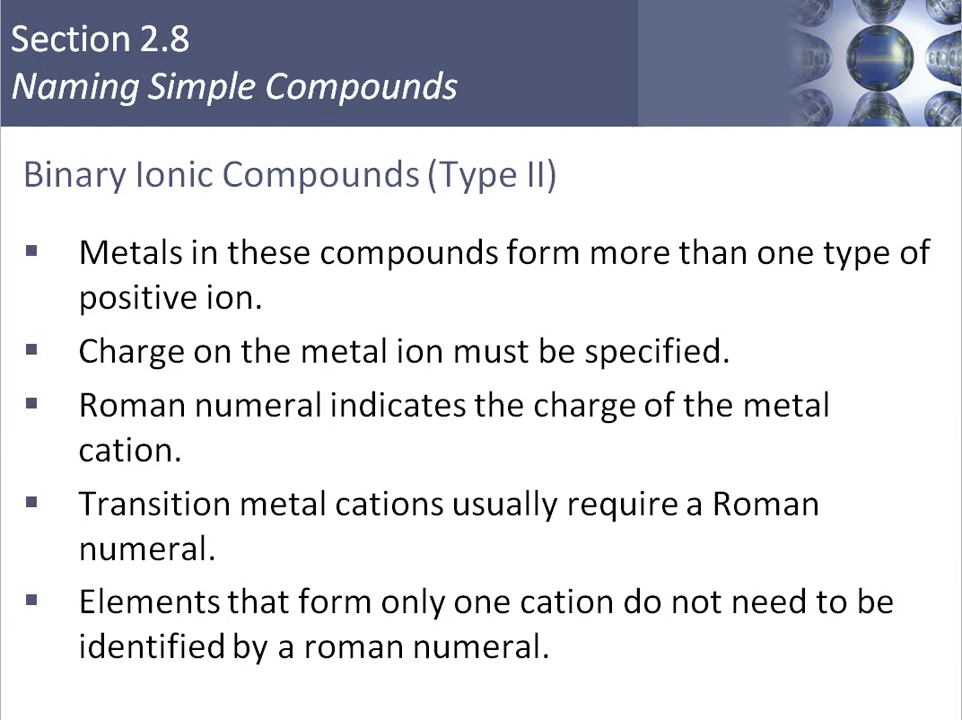 Section 2.8
Naming Simple Compounds
Binary Ionic Compounds (Type II)
▪ Metals in these compounds form more than one type of
positive ion.
▪ Charge on the metal ion must be specified.
▪ Roman numeral indicates the charge of the metal
cation.
▪ Transition metal cations usually require a Roman
numeral.
▪ Elements that form only one cation do not need to be
identified by a roman numeral.